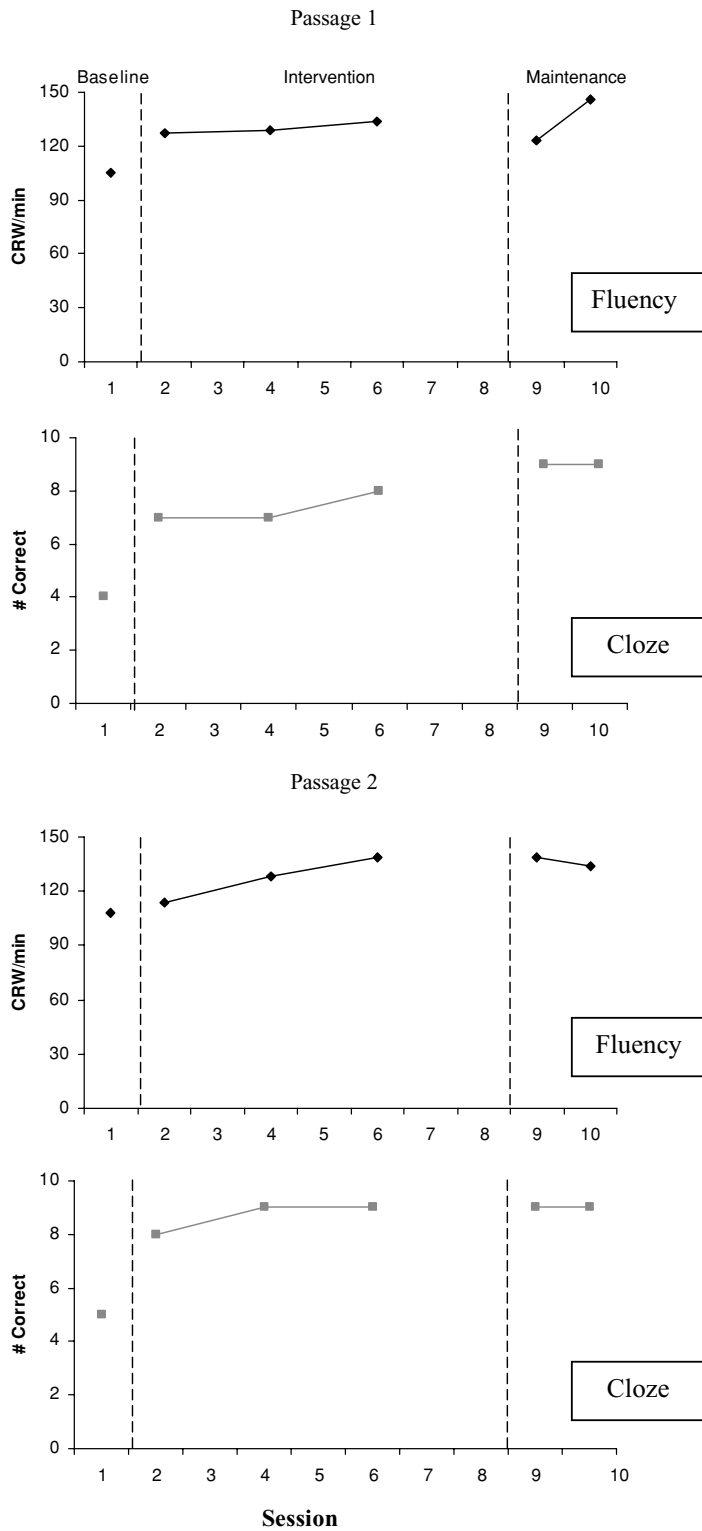 Passage 1
Baseline Intervention Maintenance
150
120
90
60
30
0
CRW/min
Fluency
1 2 3 4 5 6 7 8 9 10
10
8
6
4
2
0
# Correct
Cloze
1 2 3 4 5 6 7 8 9 10
Passage 2
150
120
90
60
30
0
CRW/min
Fluency
1 2 3 4 5 6 7 8 9 10
10
8
6
4
2
0
# Correct
Cloze
1 2 3 4 5 6 7 8 9 10
Session